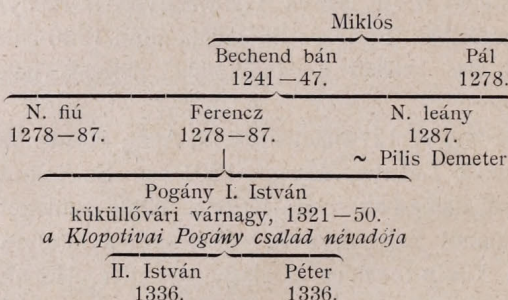 Miklós
Bechend bán Pál
1241—47. 1278.
N. fiú Ferencz N. leány
1278—87. 1278—87. 1287.
~ Pilis Demeter
Pogány I. István
küküllővári várnagy, 1321—50.
a Klopotivai Pogány család névadója
II. István Péter
1336. 1336.